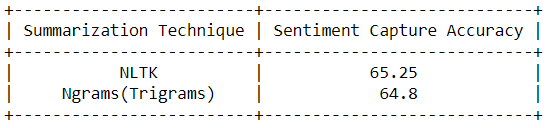 Summarization Technique | Sentiment Capture Accuracy
NLTK | 65.25
Ngrams(Trigrams) | 64.8